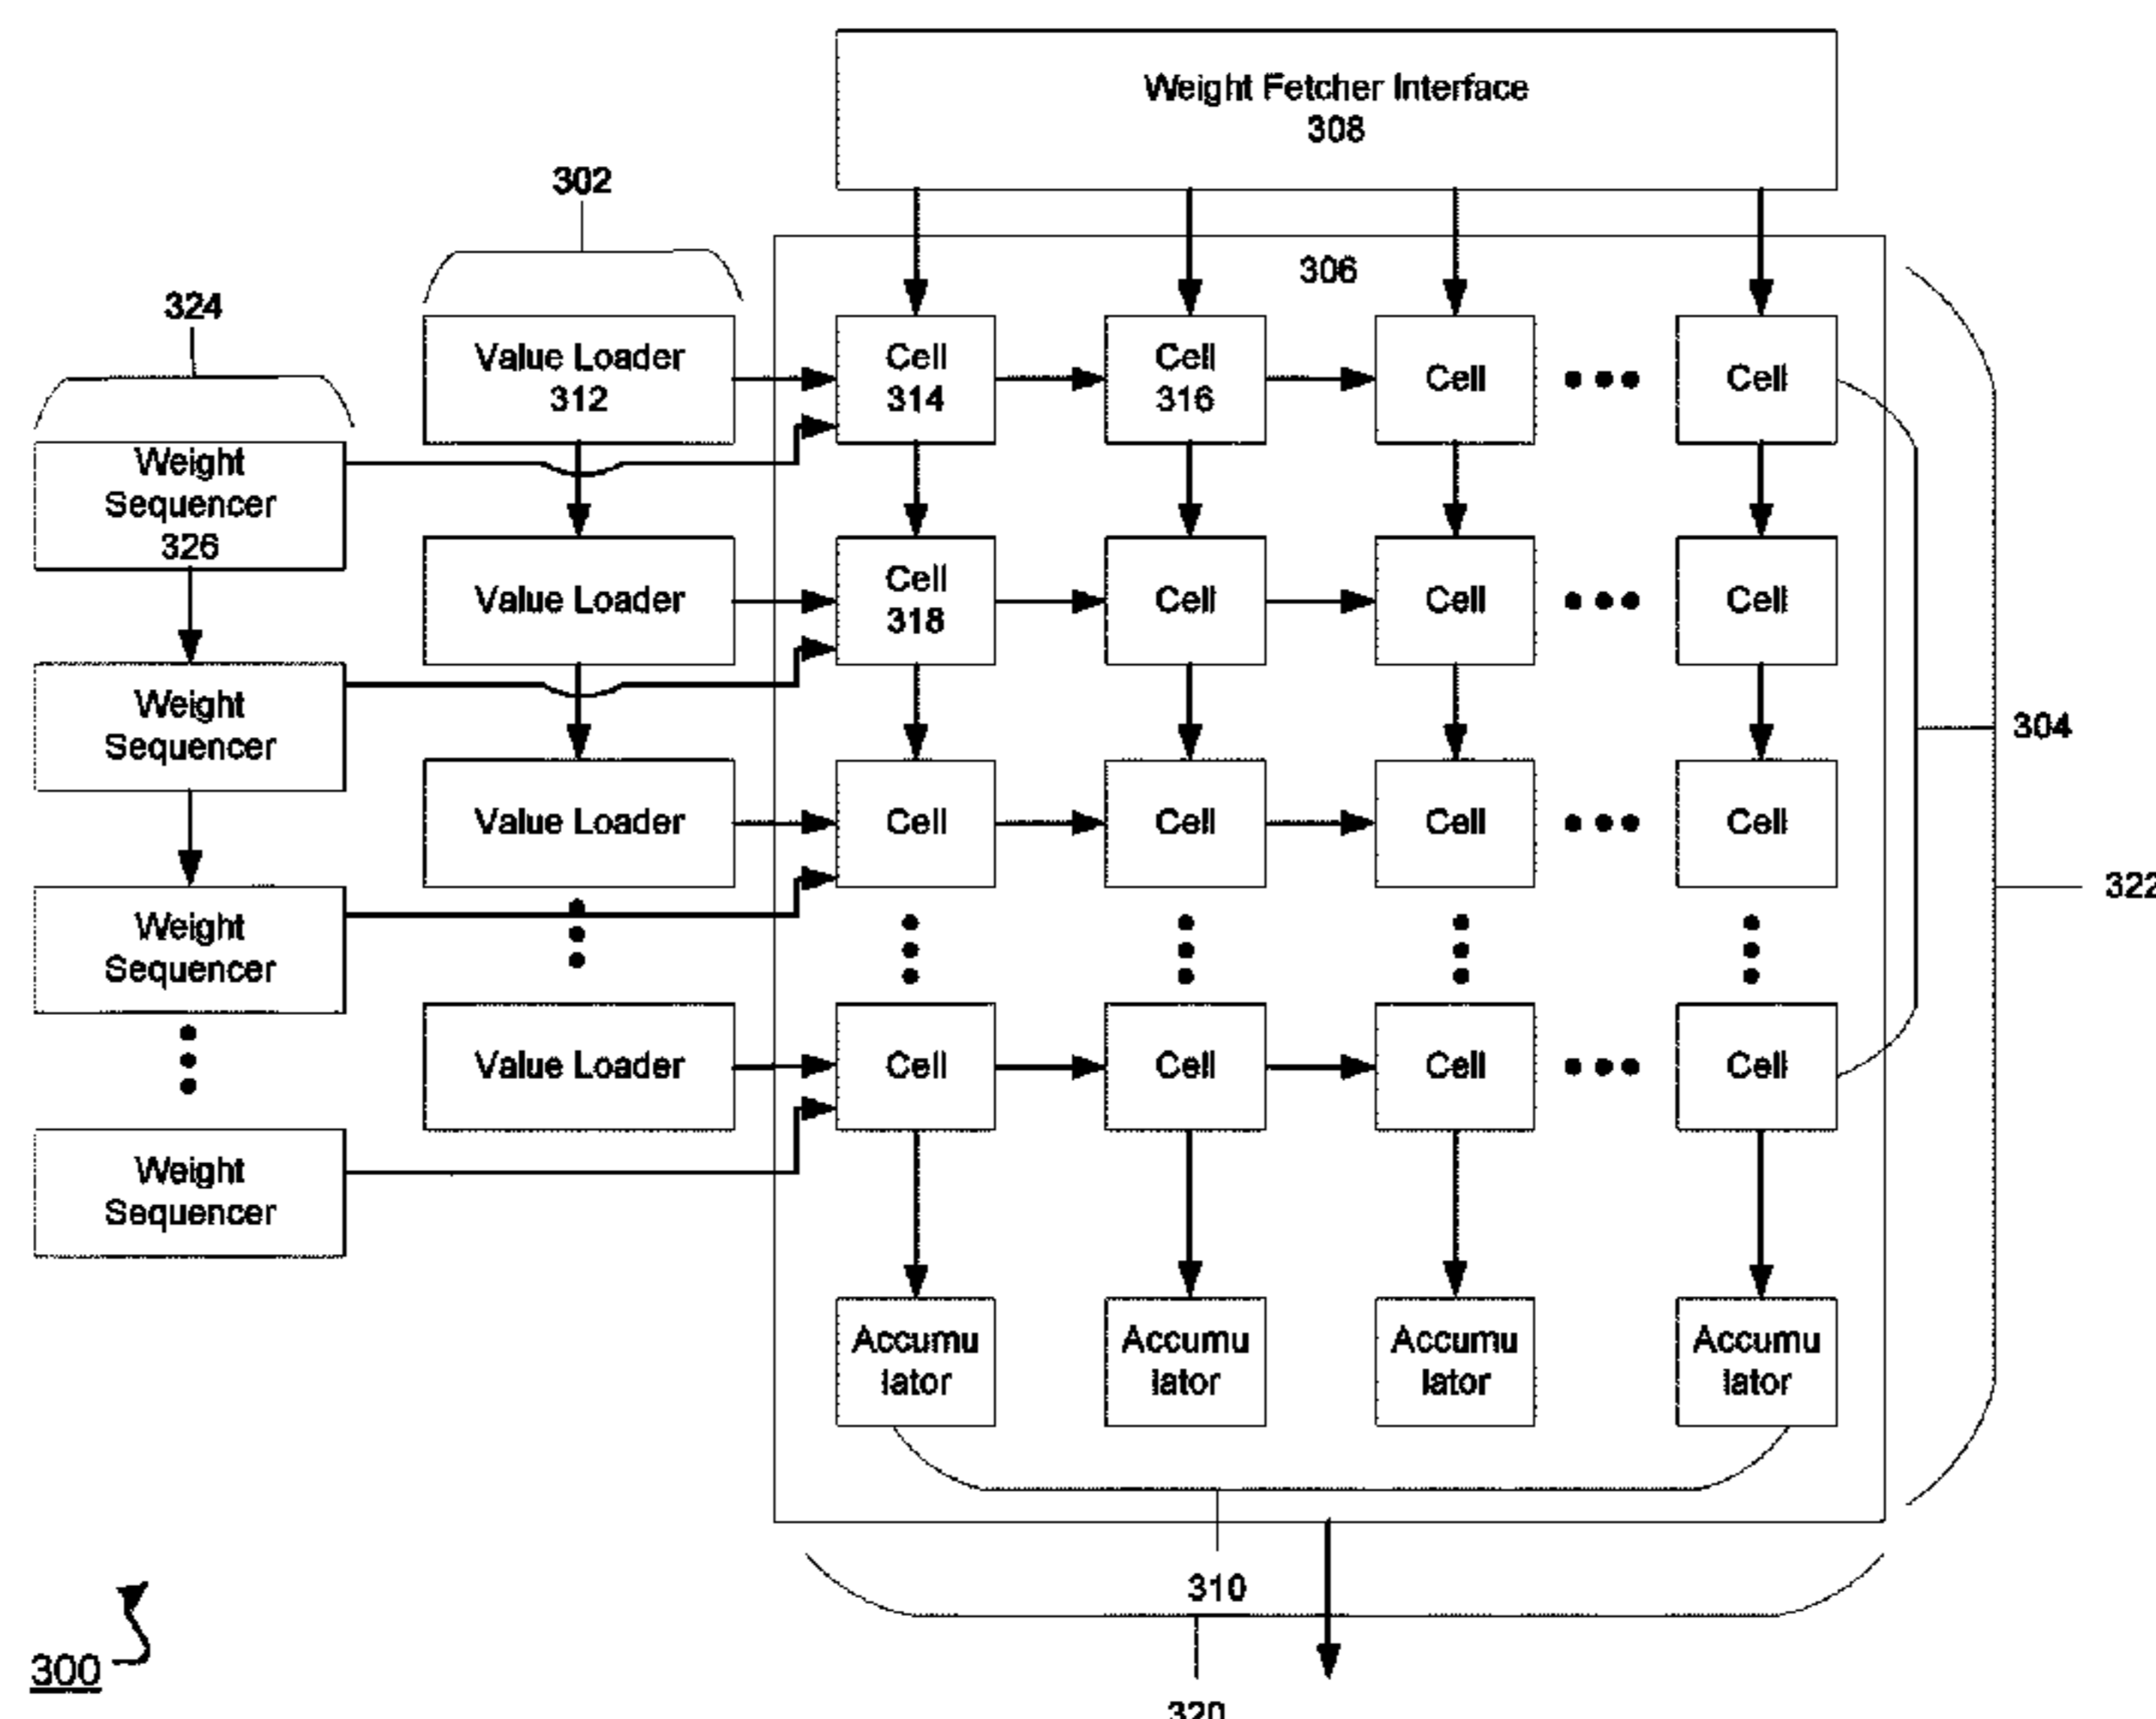 Weight Fetcher Interface
308
302
306
324
Value Loader
312
Cell
314
Cell
316
Cell
Cell
Weight
Sequencer
326
Value Loader
Cell
318
Cell
Cell
Cell
Weight
Sequencer
304
Value Loader
Cell
Cell
Cell
Cell
322
Weight
Sequencer
Value Loader
Cell
Cell
Cell
Cell
Weight
Sequencer
Accumu
lator
Accumu
lator
Accumu
lator
Accumu
lator
310
300
320